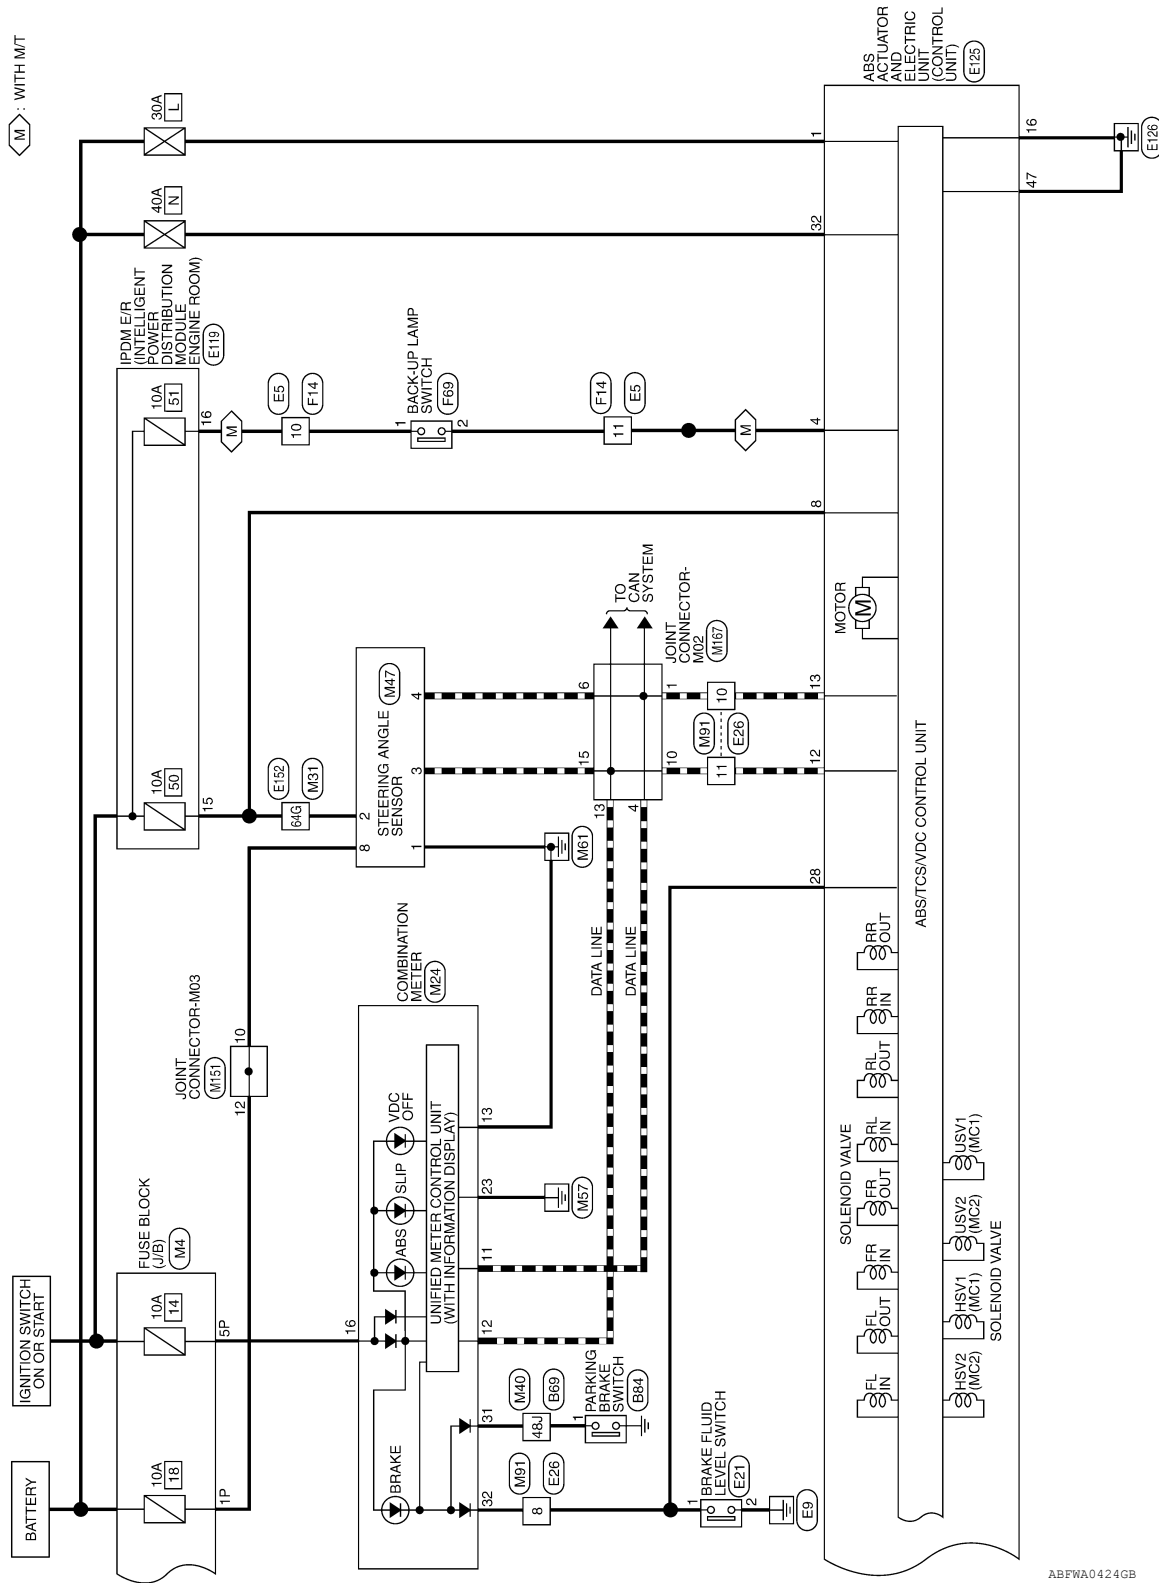 M : WITH M/T
BATTERY
IGNITION SWITCH
ON OR START
FUSE BLOCK
(J/B)
M4
10A
18
1P
10A
14
5P
JOINT
CONNECTOR-M03
M151
12
10
IPDM E/R
(INTELLIGENT
POWER
DISTRIBUTION
MODULE
ENGINE ROOM)
E119
10A
50
15
10A
51
16
40A
N
30A
L
M
E5
F14
10
BACK-UP LAMP
SWITCH
F69
1
2
F14
E5
11
M
E152
M31
64G
STEERING ANGLE
SENSOR
M47
8
2
1
3
4
COMBINATION
METER
M24
16
BRAKE
ABS
SLIP
VDC
OFF
UNIFIED METER CONTROL UNIT
(WITH INFORMATION DISPLAY)
32
31
12
11
23
13
M57
M61
DATA LINE
DATA LINE
13
4
15
6
10
1
TO
CAN
SYSTEM
JOINT
CONNECTOR-
M02
M167
M91
E26
11
10
M91
E26
8
M40
B69
48J
1
PARKING
BRAKE
SWITCH
B84
BRAKE FLUID
LEVEL SWITCH
E21
1
2
E9
28
12
13
8
4
32
1
ABS
ACTUATOR
AND
ELECTRIC
UNIT
(CONTROL
UNIT)
E125
MOTOR
M
SOLENOID VALVE
FL
IN
FL
OUT
FR
IN
FR
OUT
RL
IN
RL
OUT
RR
IN
RR
OUT
ABS/TCS/VDC CONTROL UNIT
HSV2
(MC2)
HSV1
(MC1)
USV2
(MC2)
USV1
(MC1)
SOLENOID VALVE
47
16
E126
ABFWA0424GB